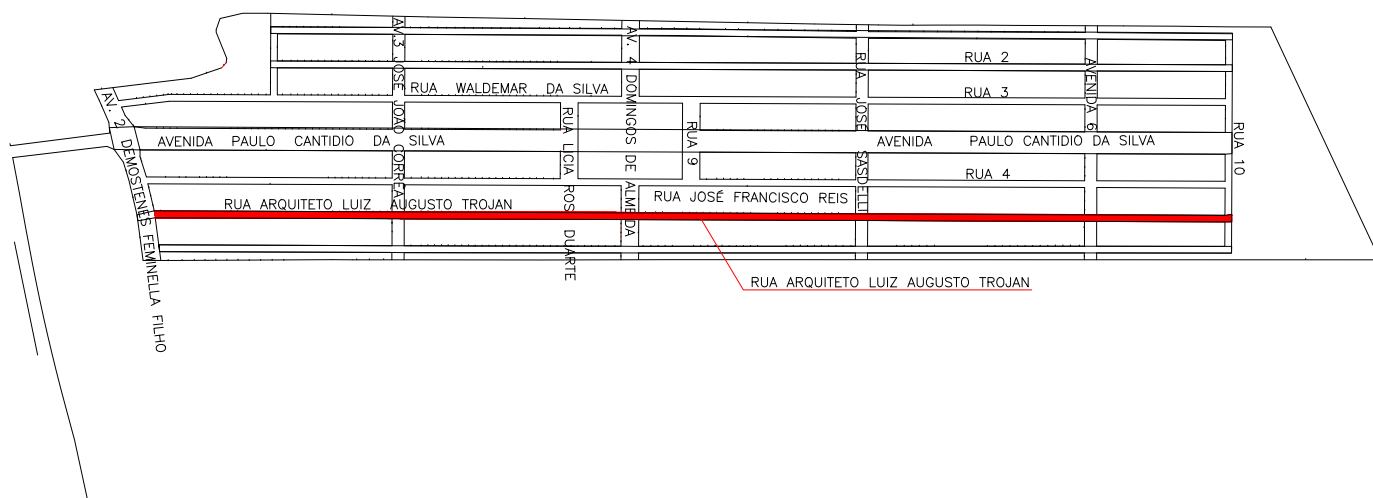 AV.3 JOSE JOAO CORREA
AV. 4 DOMINGOS DE ALMEIDA
RUA JOSE SASDELLI
AVENIDA 6
RUA 2
RUA WALDEMAR DA SILVA
RUA 3
AV. 2 DEMOSTENES FEMINELLA FILHO
RUA LICIA ROS DUARTE
RUA 9
RUA 10
AVENIDA PAULO CANTIDIO DA SILVA
AVENIDA PAULO CANTIDIO DA SILVA
RUA 4
RUA JOSÉ FRANCISCO REIS
RUA ARQUITETO LUIZ AUGUSTO TROJAN
RUA ARQUITETO LUIZ AUGUSTO TROJAN